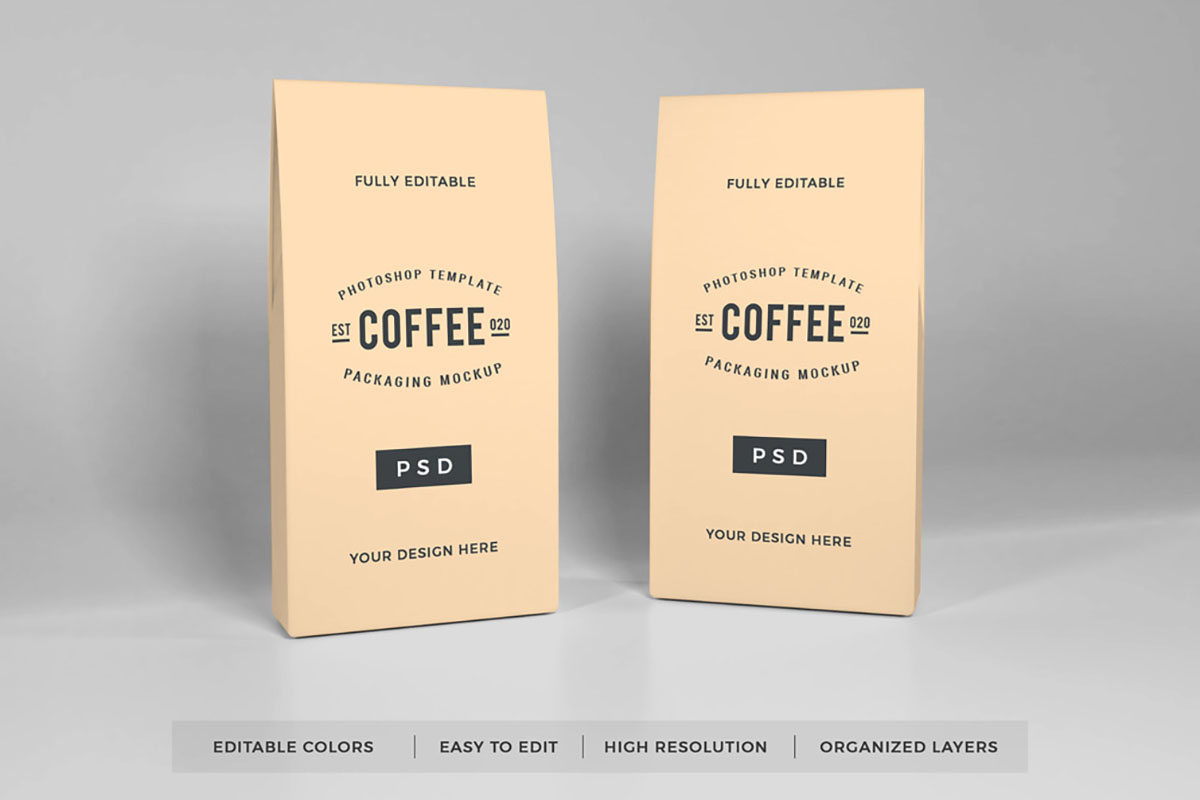 FULLY EDITABLE
PHOTOSHOP TEMPLATE
EST COFFEE 020
PACKAGING MOCKUP
PSD
YOUR DESIGN HERE
FULLY EDITABLE
PHOTOSHOP TEMPLATE
EST COFFEE 020
PACKAGING MOCKUP
PSD
YOUR DESIGN HERE
EDITABLE COLORS | EASY TO EDIT | HIGH RESOLUTION | ORGANIZED LAYERS